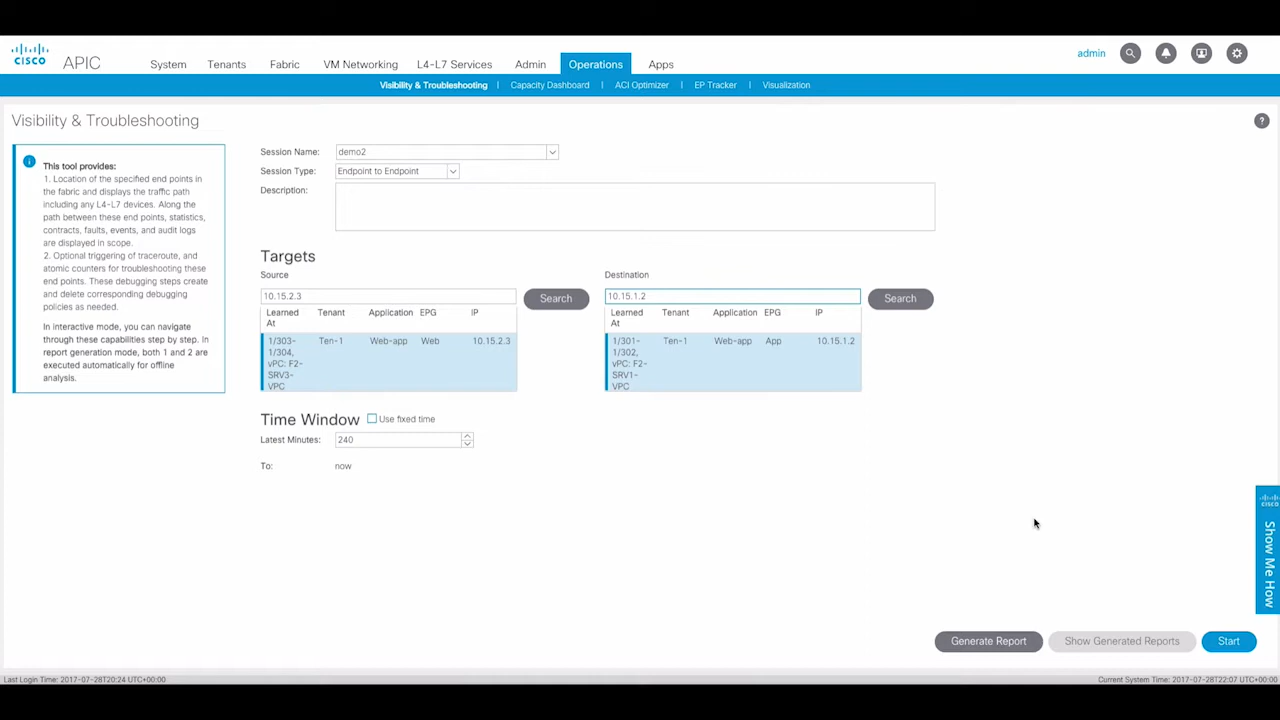 CISCO
APIC
System Tenants Fabric VM Networking L4-L7 Services Admin Operations Apps
admin
Visibility & Troubleshooting | Capacity Dashboard | ACI Optimizer | EP Tracker | Visualization
Visibility & Troubleshooting
?
i
This tool provides:
1. Location of the specified end points in
the fabric and displays the traffic path
including any L4-L7 devices. Along the
path between these end points, statistics,
contracts, faults, events, and audit logs
are displayed in scope.
2. Optional triggering of traceroute, and
atomic counters for troubleshooting these
end points. These debugging steps create
and delete corresponding debugging
policies as needed.
In interactive mode, you can navigate
through these capabilities step by step. In
report generation mode, both 1 and 2 are
executed automatically for offline
analysis.
Session Name: demo2
Session Type: Endpoint to Endpoint
Description:
Targets
Source
10.15.2.3
Search
Learned
At
Tenant
Application
EPG
IP
1/303-
1/304,
vPC: F2-
SRV3-
VPC
Ten-1
Web-app
Web
10.15.2.3
Destination
10.15.1.2
Search
Learned
At
Tenant
Application
EPG
IP
1/301-
1/302,
vPC: F2-
SRV1-
VPC
Ten-1
Web-app
App
10.15.1.2
Time Window Use fixed time
Latest Minutes: 240
To: now
CISCO
Show Me How
Generate Report Show Generated Reports Start
Last Login Time: 2017-07-28T20:24 UTC+00:00
Current System Time: 2017-07-28T22:07 UTC+00:00